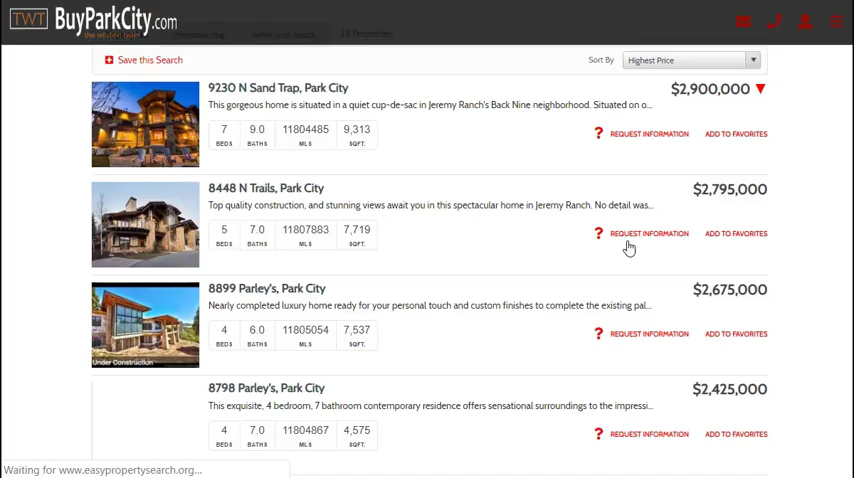 TWT BuyParkCity.com
39 Properties
Save this Search
Sort By Highest Price
9230 N Sand Trap, Park City
$2,900,000
This gorgeous home is situated in a quiet cup-de-sac in Jeremy Ranch's Back Nine neighborhood. Situated on o...
7 9.0 11804485 9,313
BEDS BATHS MLS SQFT.
? REQUEST INFORMATION ADD TO FAVORITES
8448 N Trails, Park City
$2,795,000
Top quality construction, and stunning views await you in this spectacular home in Jeremy Ranch. No detail was...
5 7.0 11807883 7,719
BEDS BATHS MLS SQFT.
? REQUEST INFORMATION ADD TO FAVORITES
8899 Parley's, Park City
$2,675,000
Nearly completed luxury home ready for your personal touch and custom finishes to complete the existing pal...
4 6.0 11805054 7,537
BEDS BATHS MLS SQFT.
? REQUEST INFORMATION ADD TO FAVORITES
Under Construction
8798 Parley's, Park City
$2,425,000
This exquisite, 4 bedroom, 7 bathroom contemporary residence offers sensational surroundings to the impressi...
4 7.0 11804867 4,575
BEDS BATHS MLS SQFT.
? REQUEST INFORMATION ADD TO FAVORITES
Waiting for www.easypropertysearch.org...